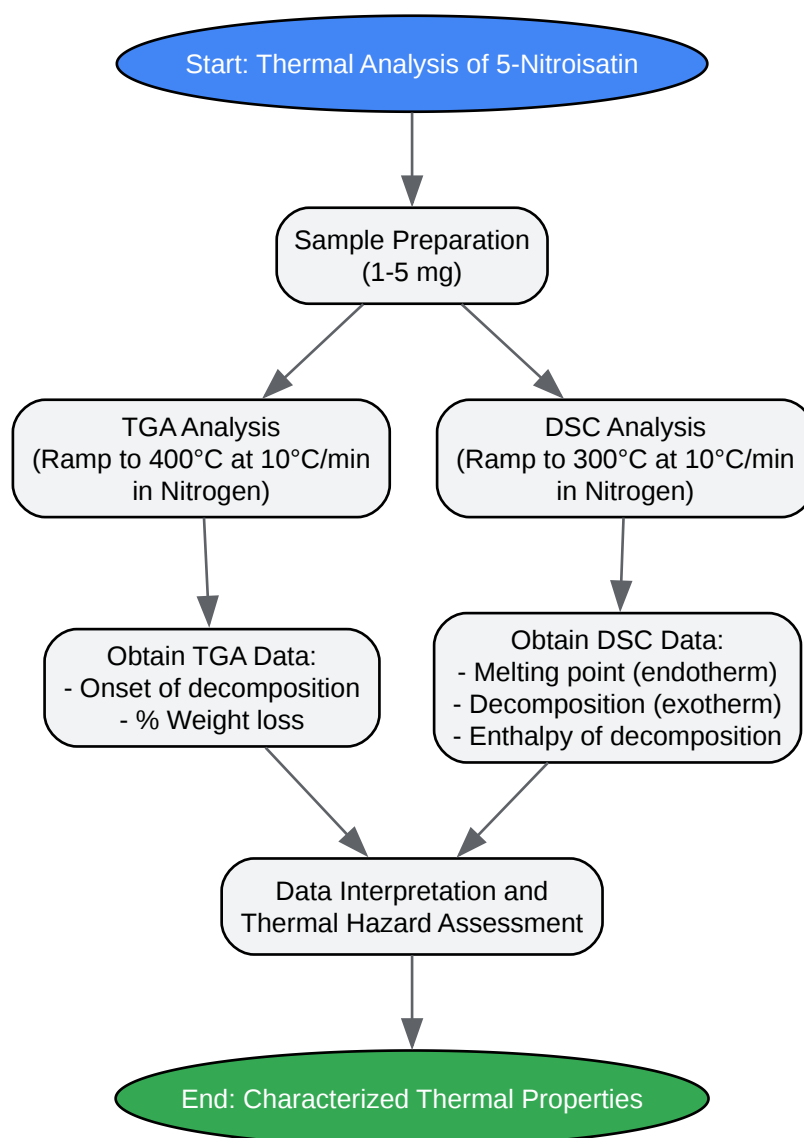 Start: Thermal Analysis of 5-Nitroisatin
Sample Preparation
(1-5 mg)
TGA Analysis
(Ramp to 400°C at 10°C/min
in Nitrogen)
DSC Analysis
(Ramp to 300°C at 10°C/min
in Nitrogen)
Obtain TGA Data:
- Onset of decomposition
- % Weight loss
Obtain DSC Data:
- Melting point (endotherm)
- Decomposition (exotherm)
- Enthalpy of decomposition
Data Interpretation and
Thermal Hazard Assessment
End: Characterized Thermal Properties